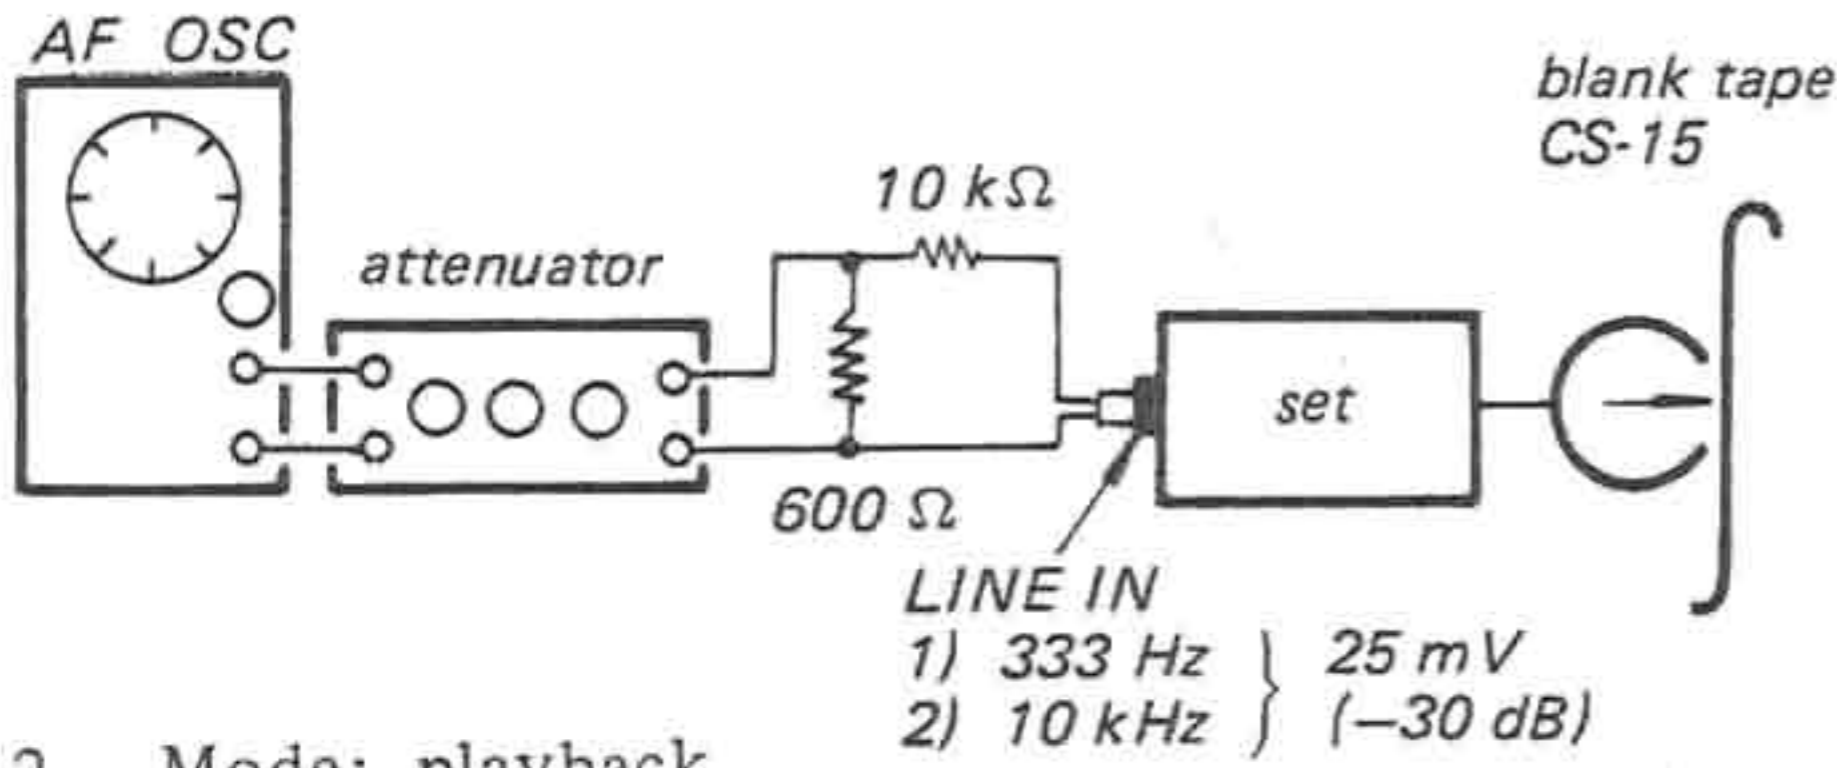 AF OSC
blank tape
CS-15
10 kΩ
attenuator
set
600 Ω
LINE IN
1) 333 Hz } 25 mV
2) 10 kHz } (—30 dB)
Mode: playback